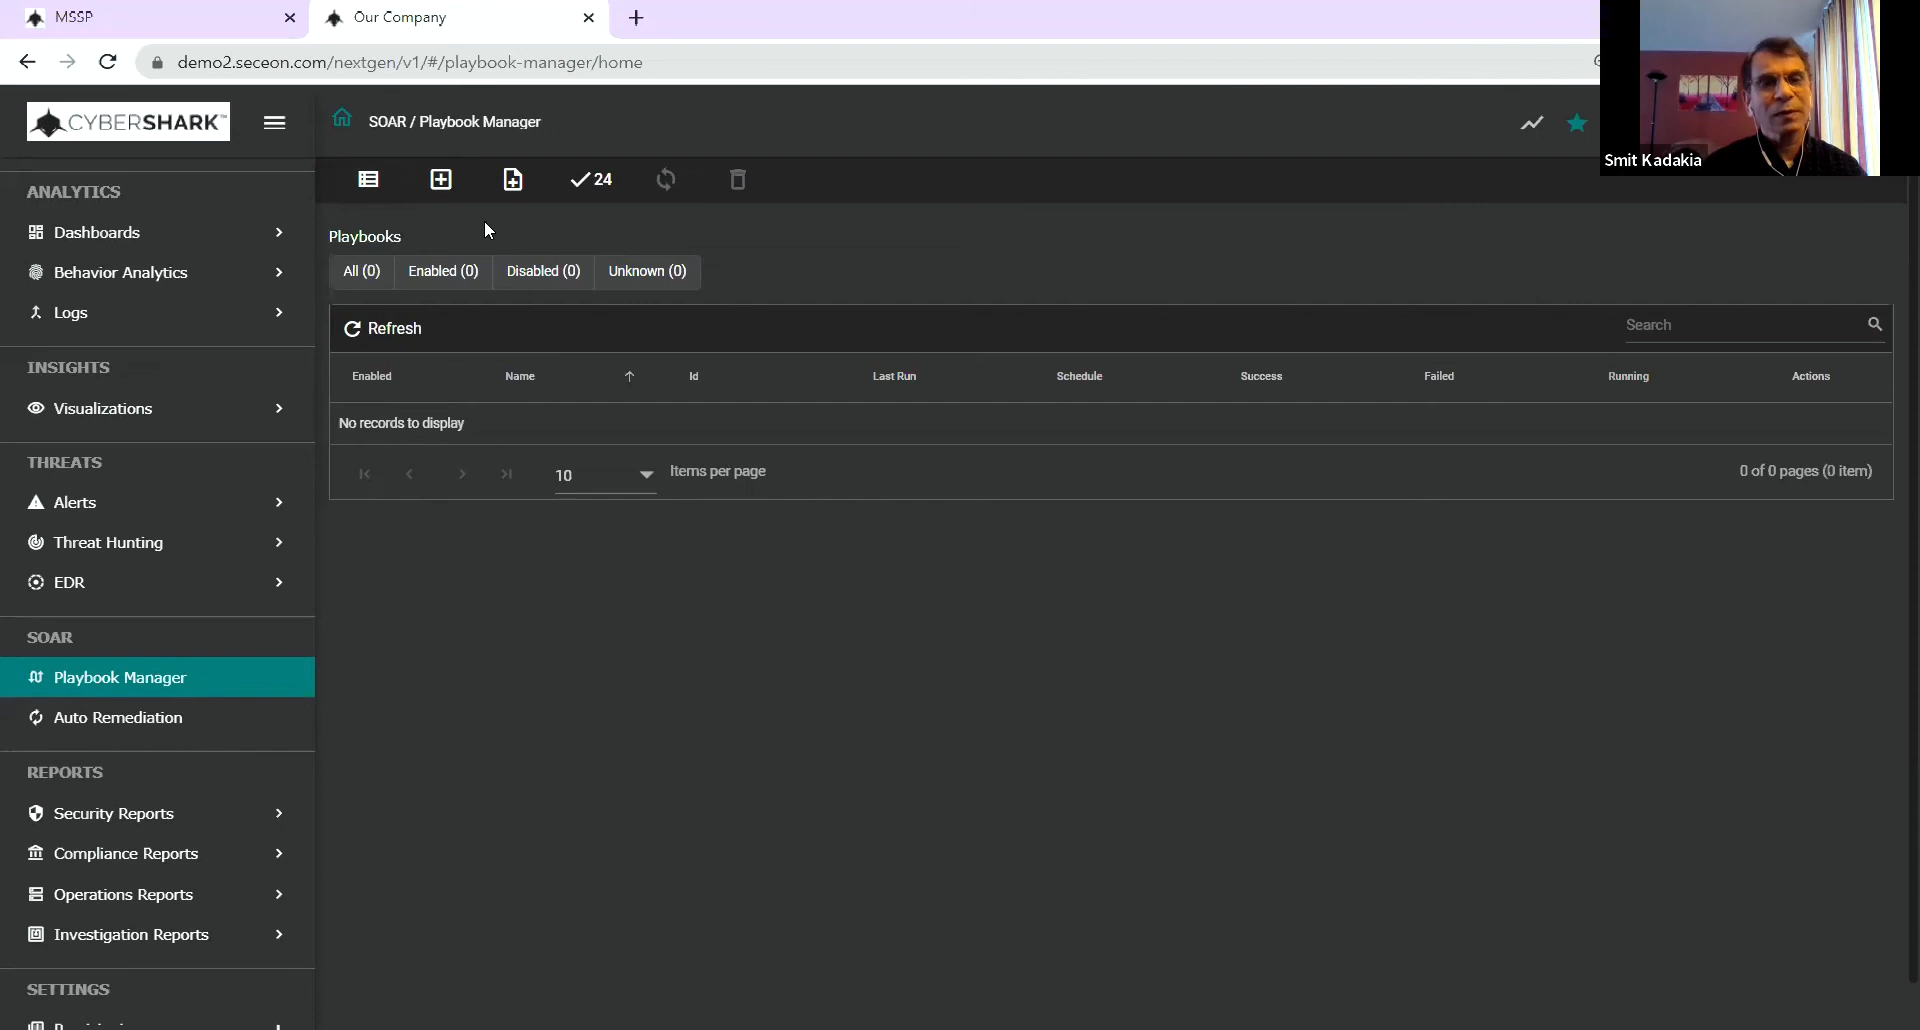 MSSP
Our Company
demo2.seceon.com/nextgen/v1/#/playbook-manager/home
CYBERSHARK™
SOAR / Playbook Manager
Smit Kadakia
24
ANALYTICS
Dashboards
Behavior Analytics
Logs
INSIGHTS
Visualizations
THREATS
Alerts
Threat Hunting
EDR
SOAR
Playbook Manager
Auto Remediation
REPORTS
Security Reports
Compliance Reports
Operations Reports
Investigation Reports
SETTINGS
Playbooks
All (0) Enabled (0) Disabled (0) Unknown (0)
Refresh
Search
Enabled Name Id Last Run Schedule Success Failed Running Actions
No records to display
10 Items per page
0 of 0 pages (0 item)